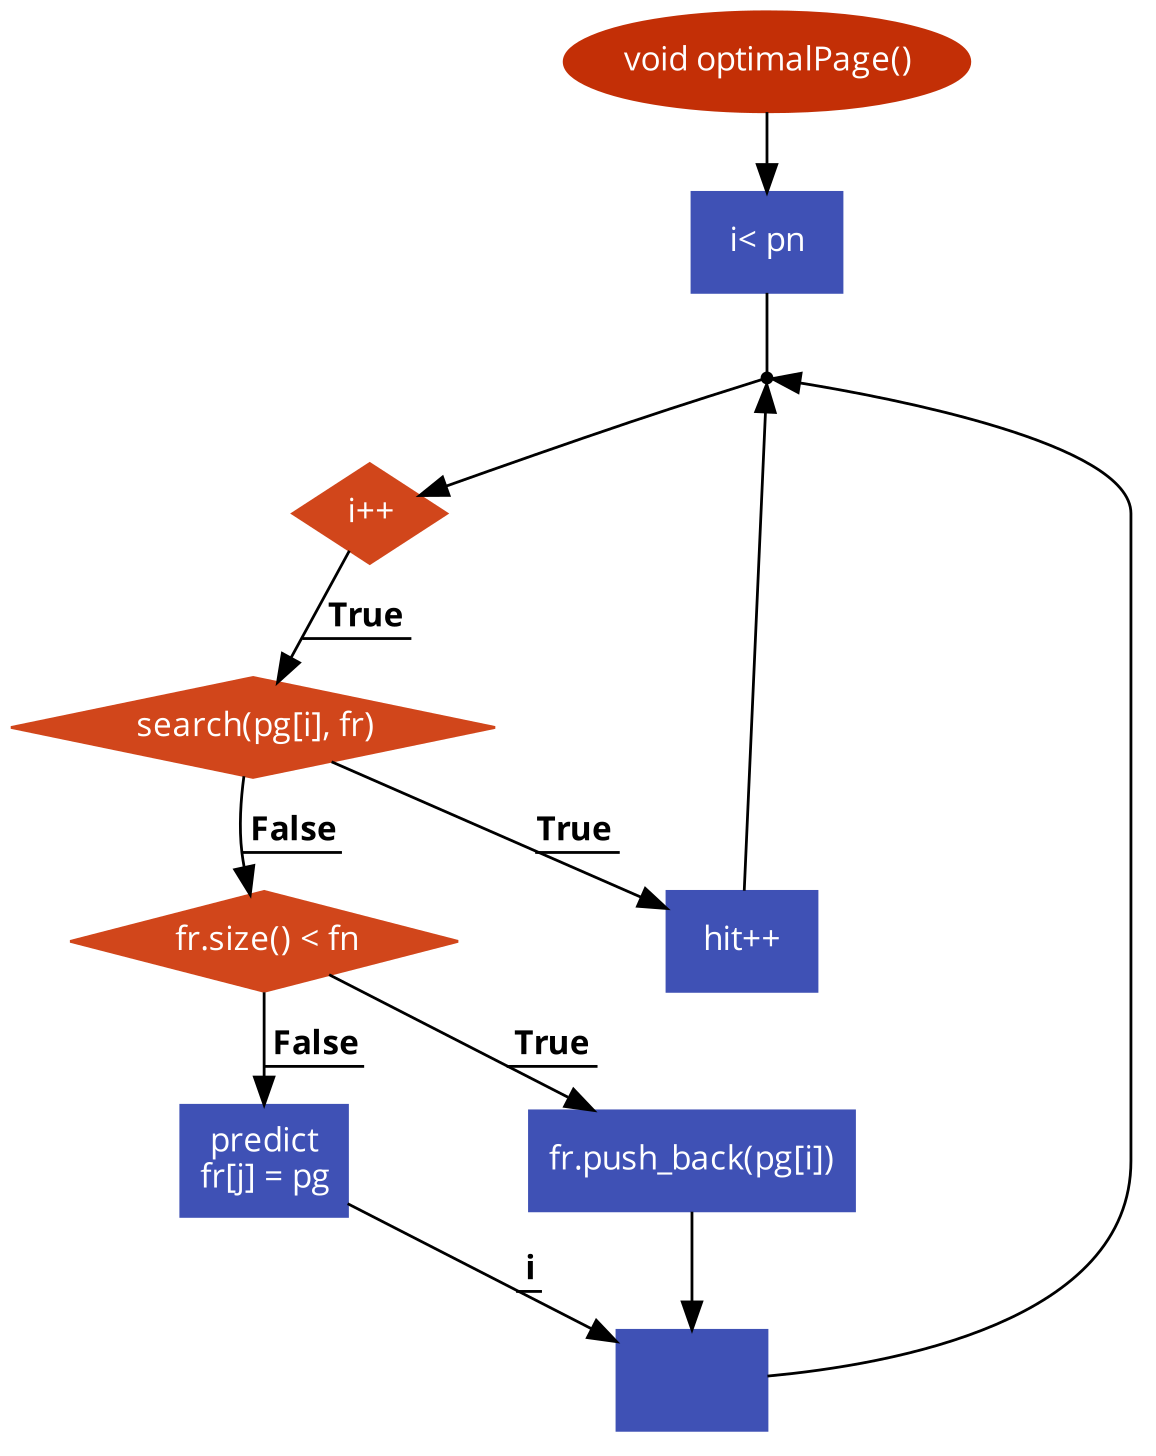 void optimalPage()
i< pn
i++
True
search(pg[i], fr)
False
True
fr.size() < fn
hit++
False
True
predict
fr[j] = pg
fr.push_back(pg[i])
i